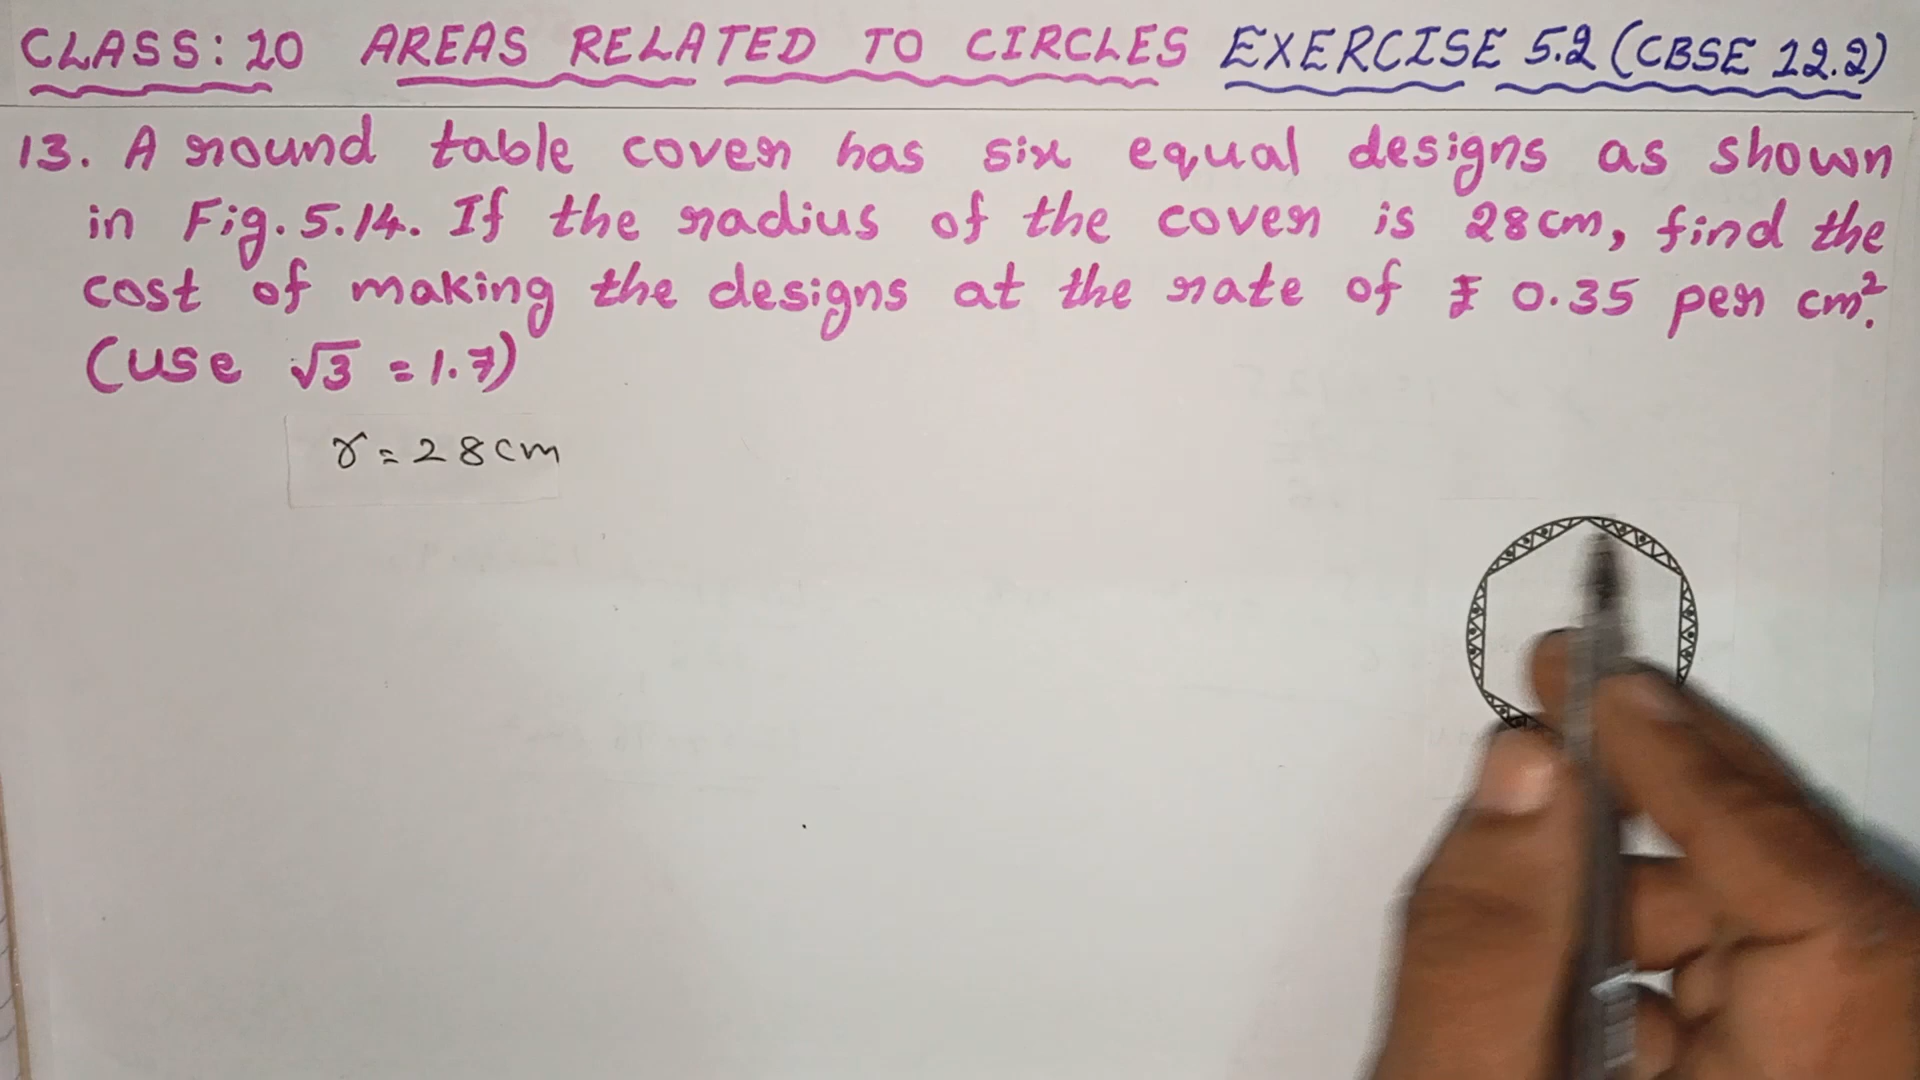 CLASS: 10 AREAS RELATED TO CIRCLES EXERCISE 5.2 (CBSE 12.2)
13. A round table cover has six equal designs as shown
in Fig. 5.14. If the radius of the cover is 28cm, find the
cost of making the designs at the rate of ₹ 0.35 per cm².
(use √3 = 1.7)
r = 28cm